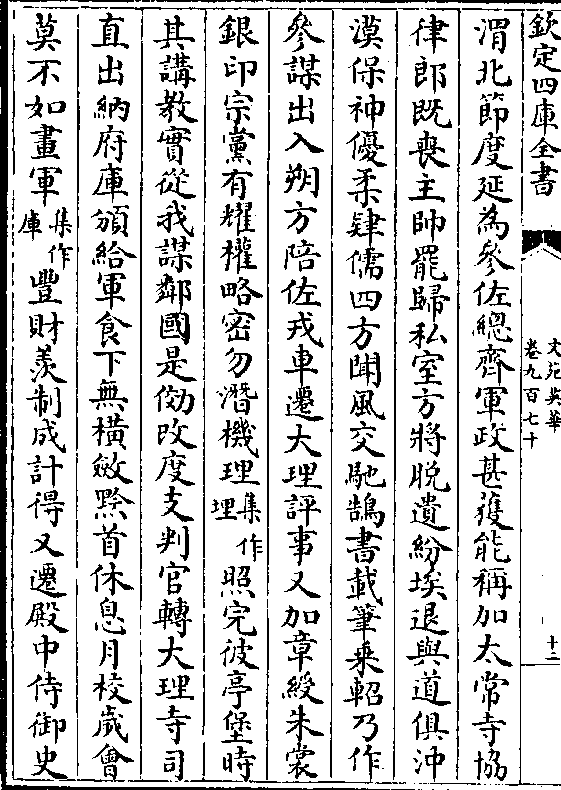 欽定四庫全書
文苑英華
卷九百七十
十二
渭北節度延為參佐總齊軍政甚獲能稱加太常寺協
律郎既喪主帥罷歸私室方將脫遺紛埃退與道俱沖
漠保神優柔肄儒四方聞風交馳鵠書載筆乘軺乃作
參謀出入朔方陪佐戎車遷大理評事又加章綬朱裳
銀印宗黨有耀權略密勿潛機理集作埋照完彼亭堡時
其講教實從我謀鄰國是効改度支判官轉大理寺司
直出納府庫頒給軍食下無橫斂黔首休息月校歲會
莫不如畫軍集作庫豐財羨制成計得又遷殿中侍御史